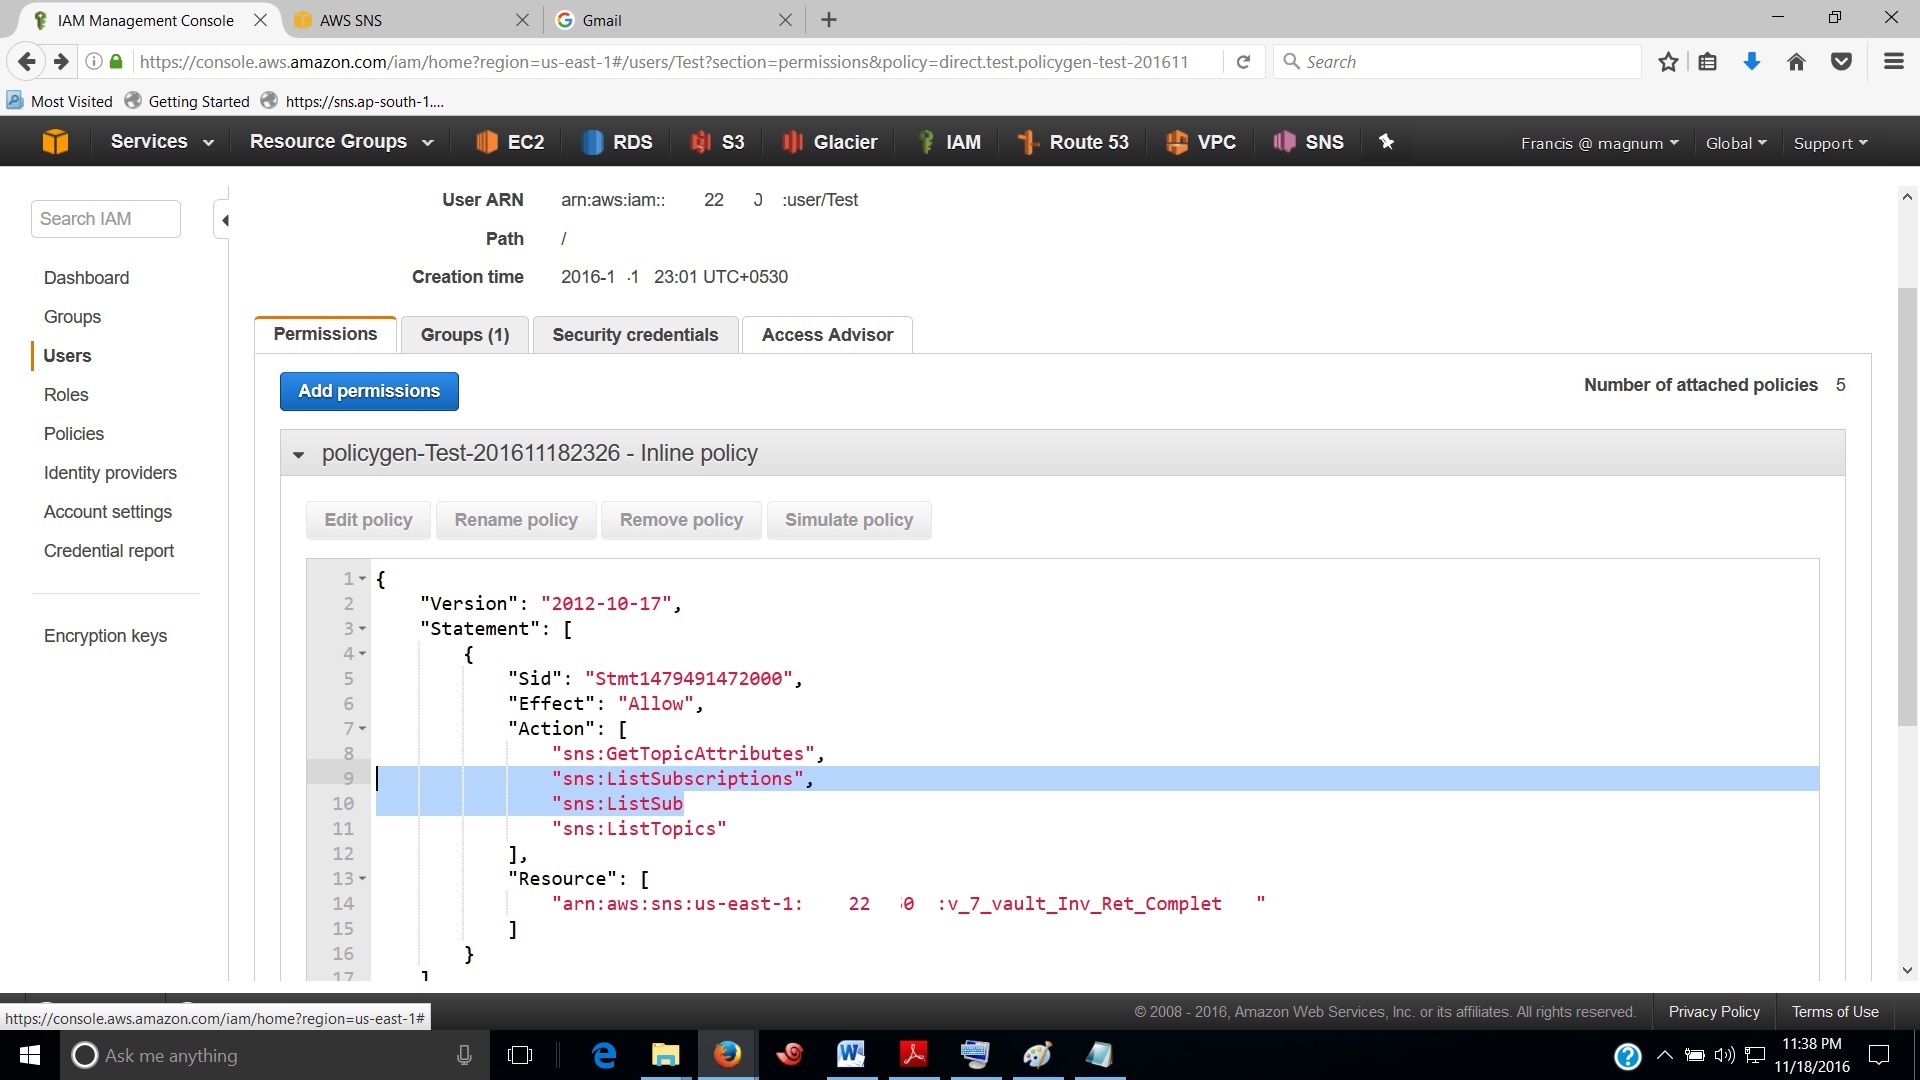 IAM Management Console
AWS SNS
Gmail
https://console.aws.amazon.com/iam/home?region=us-east-1#/users/Test?section=permissions&policy=direct.test.policygen-test-201611
Search
Most Visited
Getting Started
https://sns.ap-south-1....
Services
Resource Groups
EC2
RDS
S3
Glacier
IAM
Route 53
VPC
SNS
Francis @ magnum
Global
Support
Search IAM
Dashboard
Groups
Users
Roles
Policies
Identity providers
Account settings
Credential report
Encryption keys
User ARN arn:aws:iam:: 22 :user/Test
Path /
Creation time 2016-1 1 23:01 UTC+0530
Permissions
Groups (1)
Security credentials
Access Advisor
Add permissions
Number of attached policies 5
policygen-Test-201611182326 - Inline policy
Edit policy
Rename policy
Remove policy
Simulate policy
1 {
2 "Version": "2012-10-17",
3 "Statement": [
4 {
5 "Sid": "Stmt1479491472000",
6 "Effect": "Allow",
7 "Action": [
8 "sns:GetTopicAttributes",
9 "sns:ListSubscriptions",
10 "sns:ListSub
11 "sns:ListTopics"
12 ],
13 "Resource": [
14 "arn:aws:sns:us-east-1: 22 0 :v_7_vault_Inv_Ret_Complet "
15 ]
16 }
17 ]
https://console.aws.amazon.com/iam/home?region=us-east-1#
© 2008 - 2016, Amazon Web Services, Inc. or its affiliates. All rights reserved.
Privacy Policy
Terms of Use
Ask me anything
11:38 PM
11/18/2016